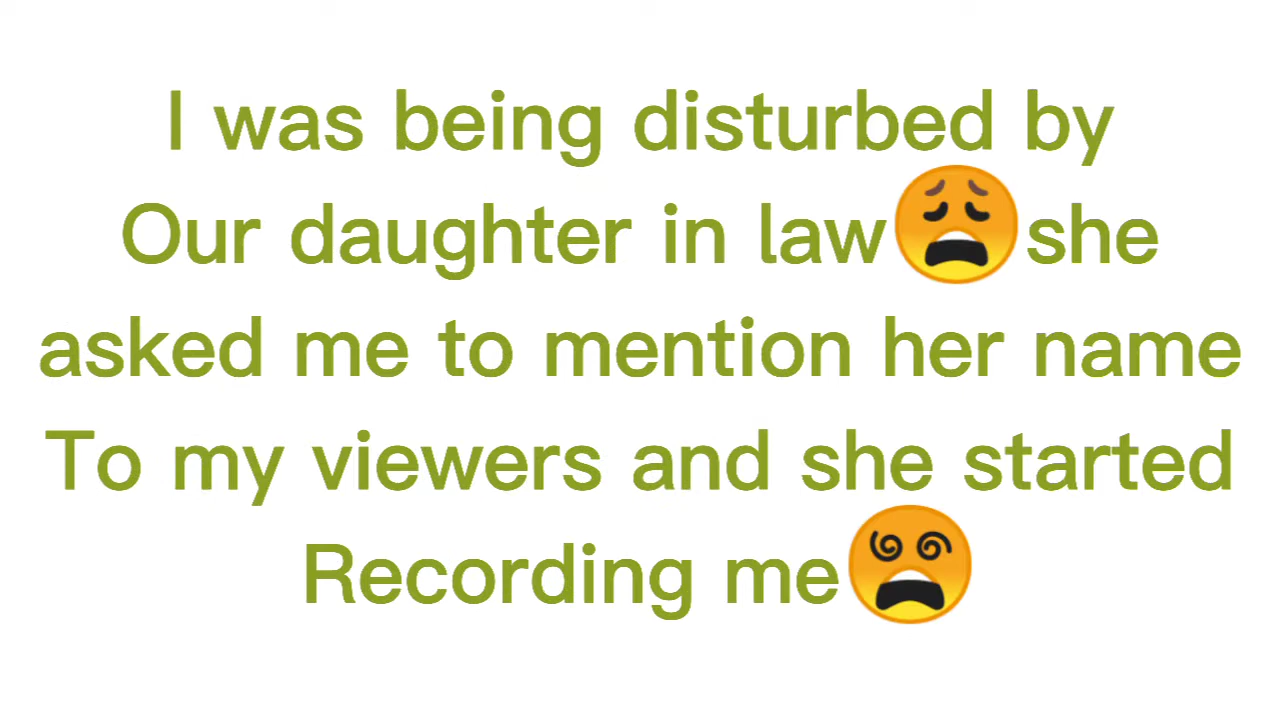 I was being disturbed by
Our daughter in law😩she
asked me to mention her name
To my viewers and she started
Recording me😵‍💫